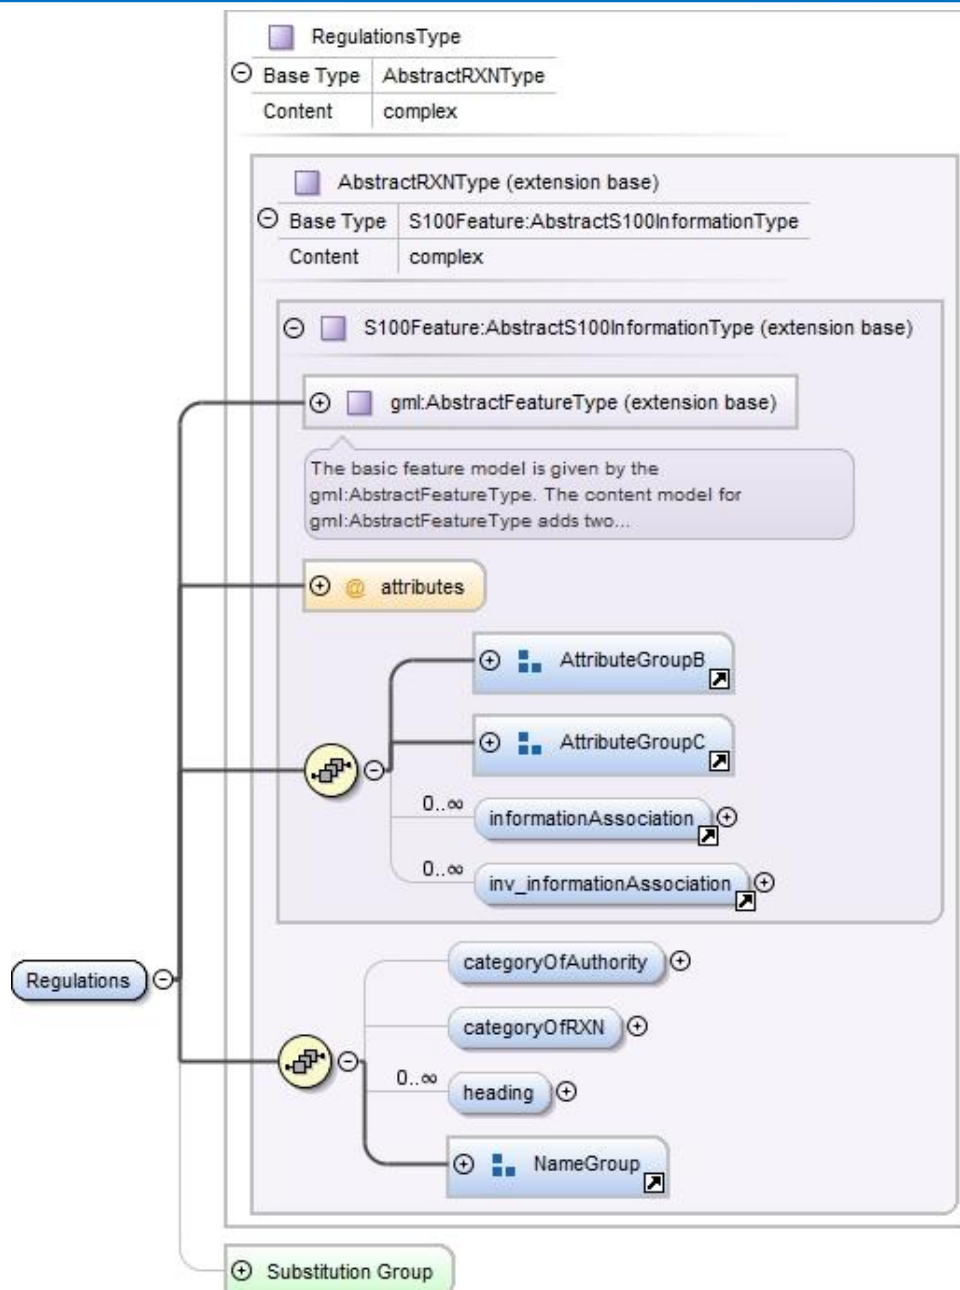 RegulationsType
Base Type AbstractRXNType
Content complex
AbstractRXNType (extension base)
Base Type S100Feature:AbstractS100InformationType
Content complex
S100Feature:AbstractS100InformationType (extension base)
gml:AbstractFeatureType (extension base)
The basic feature model is given by the
gml:AbstractFeatureType. The content model for
gml:AbstractFeatureType adds two...
@ attributes
AttributeGroupB
AttributeGroupC
0..∞
informationAssociation
0..∞
inv_informationAssociation
Regulations
categoryOfAuthority
categoryOfRXN
0..∞
heading
NameGroup
Substitution Group